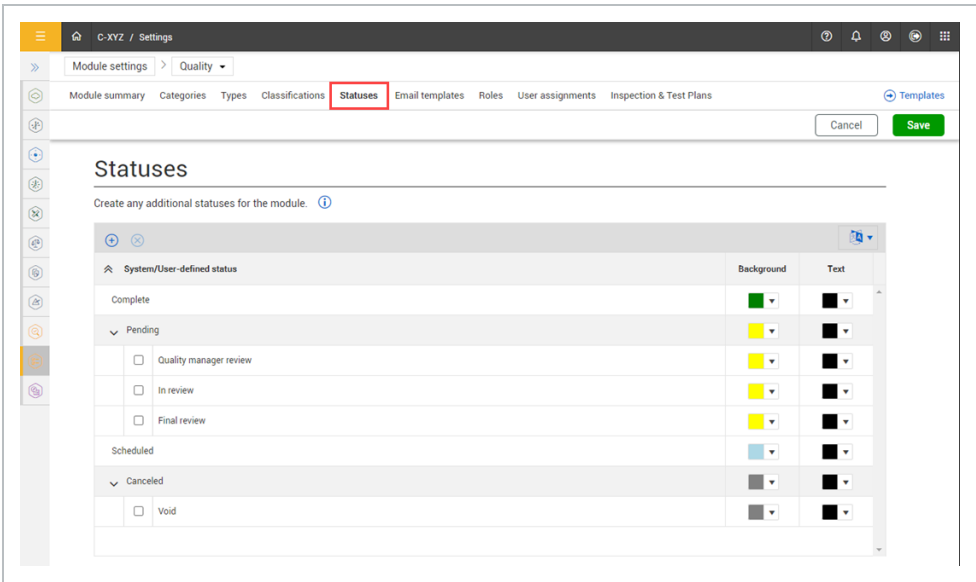 C-XYZ / Settings
Module settings > Quality
Module summary Categories Types Classifications Statuses Email templates Roles User assignments Inspection & Test Plans Templates
Cancel Save
Statuses
Create any additional statuses for the module.
System/User-defined status Background Text
Complete
Pending
Quality manager review
In review
Final review
Scheduled
Canceled
Void